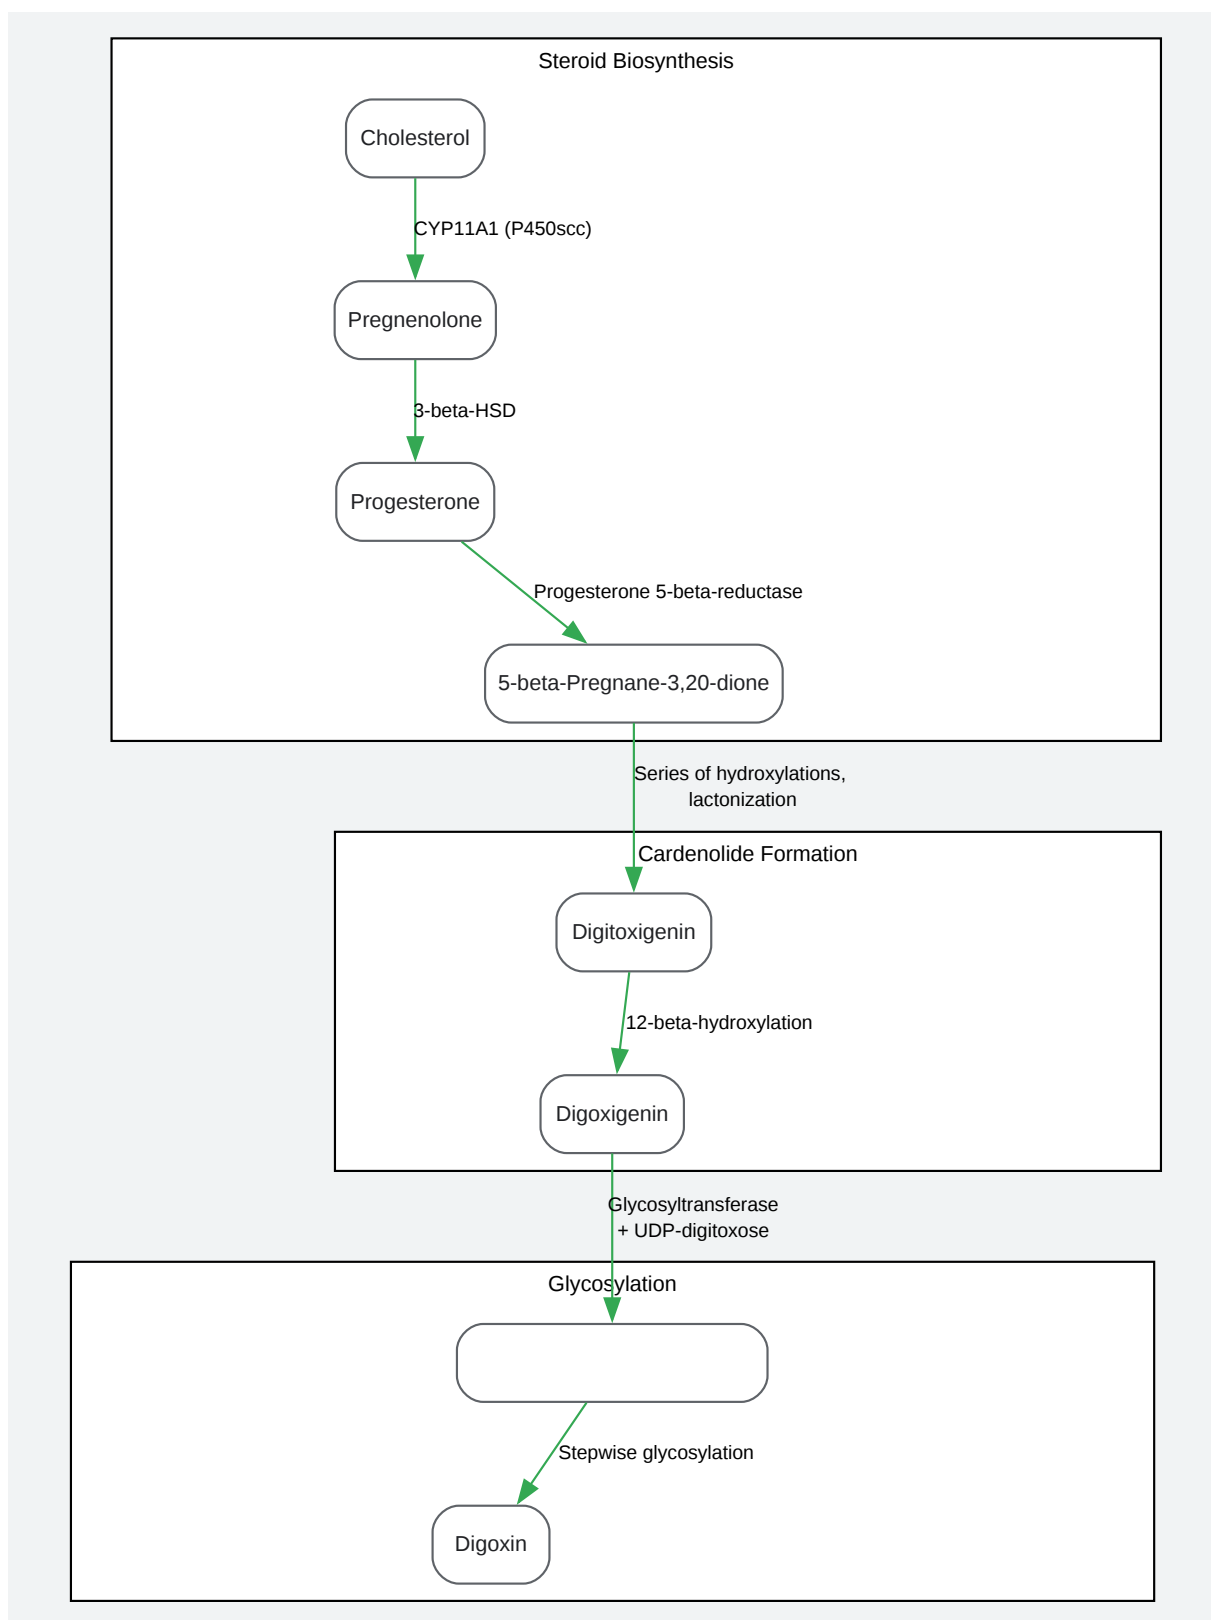 Steroid Biosynthesis
Cholesterol
CYP11A1 (P450scc)
Pregnenolone
3-beta-HSD
Progesterone
Progesterone 5-beta-reductase
5-beta-Pregnane-3,20-dione
Series of hydroxylations,
lactonization
Cardenolide Formation
Digitoxigenin
12-beta-hydroxylation
Digoxigenin
Glycosyltransferase
+ UDP-digitoxose
Glycosylation
Stepwise glycosylation
Digoxin